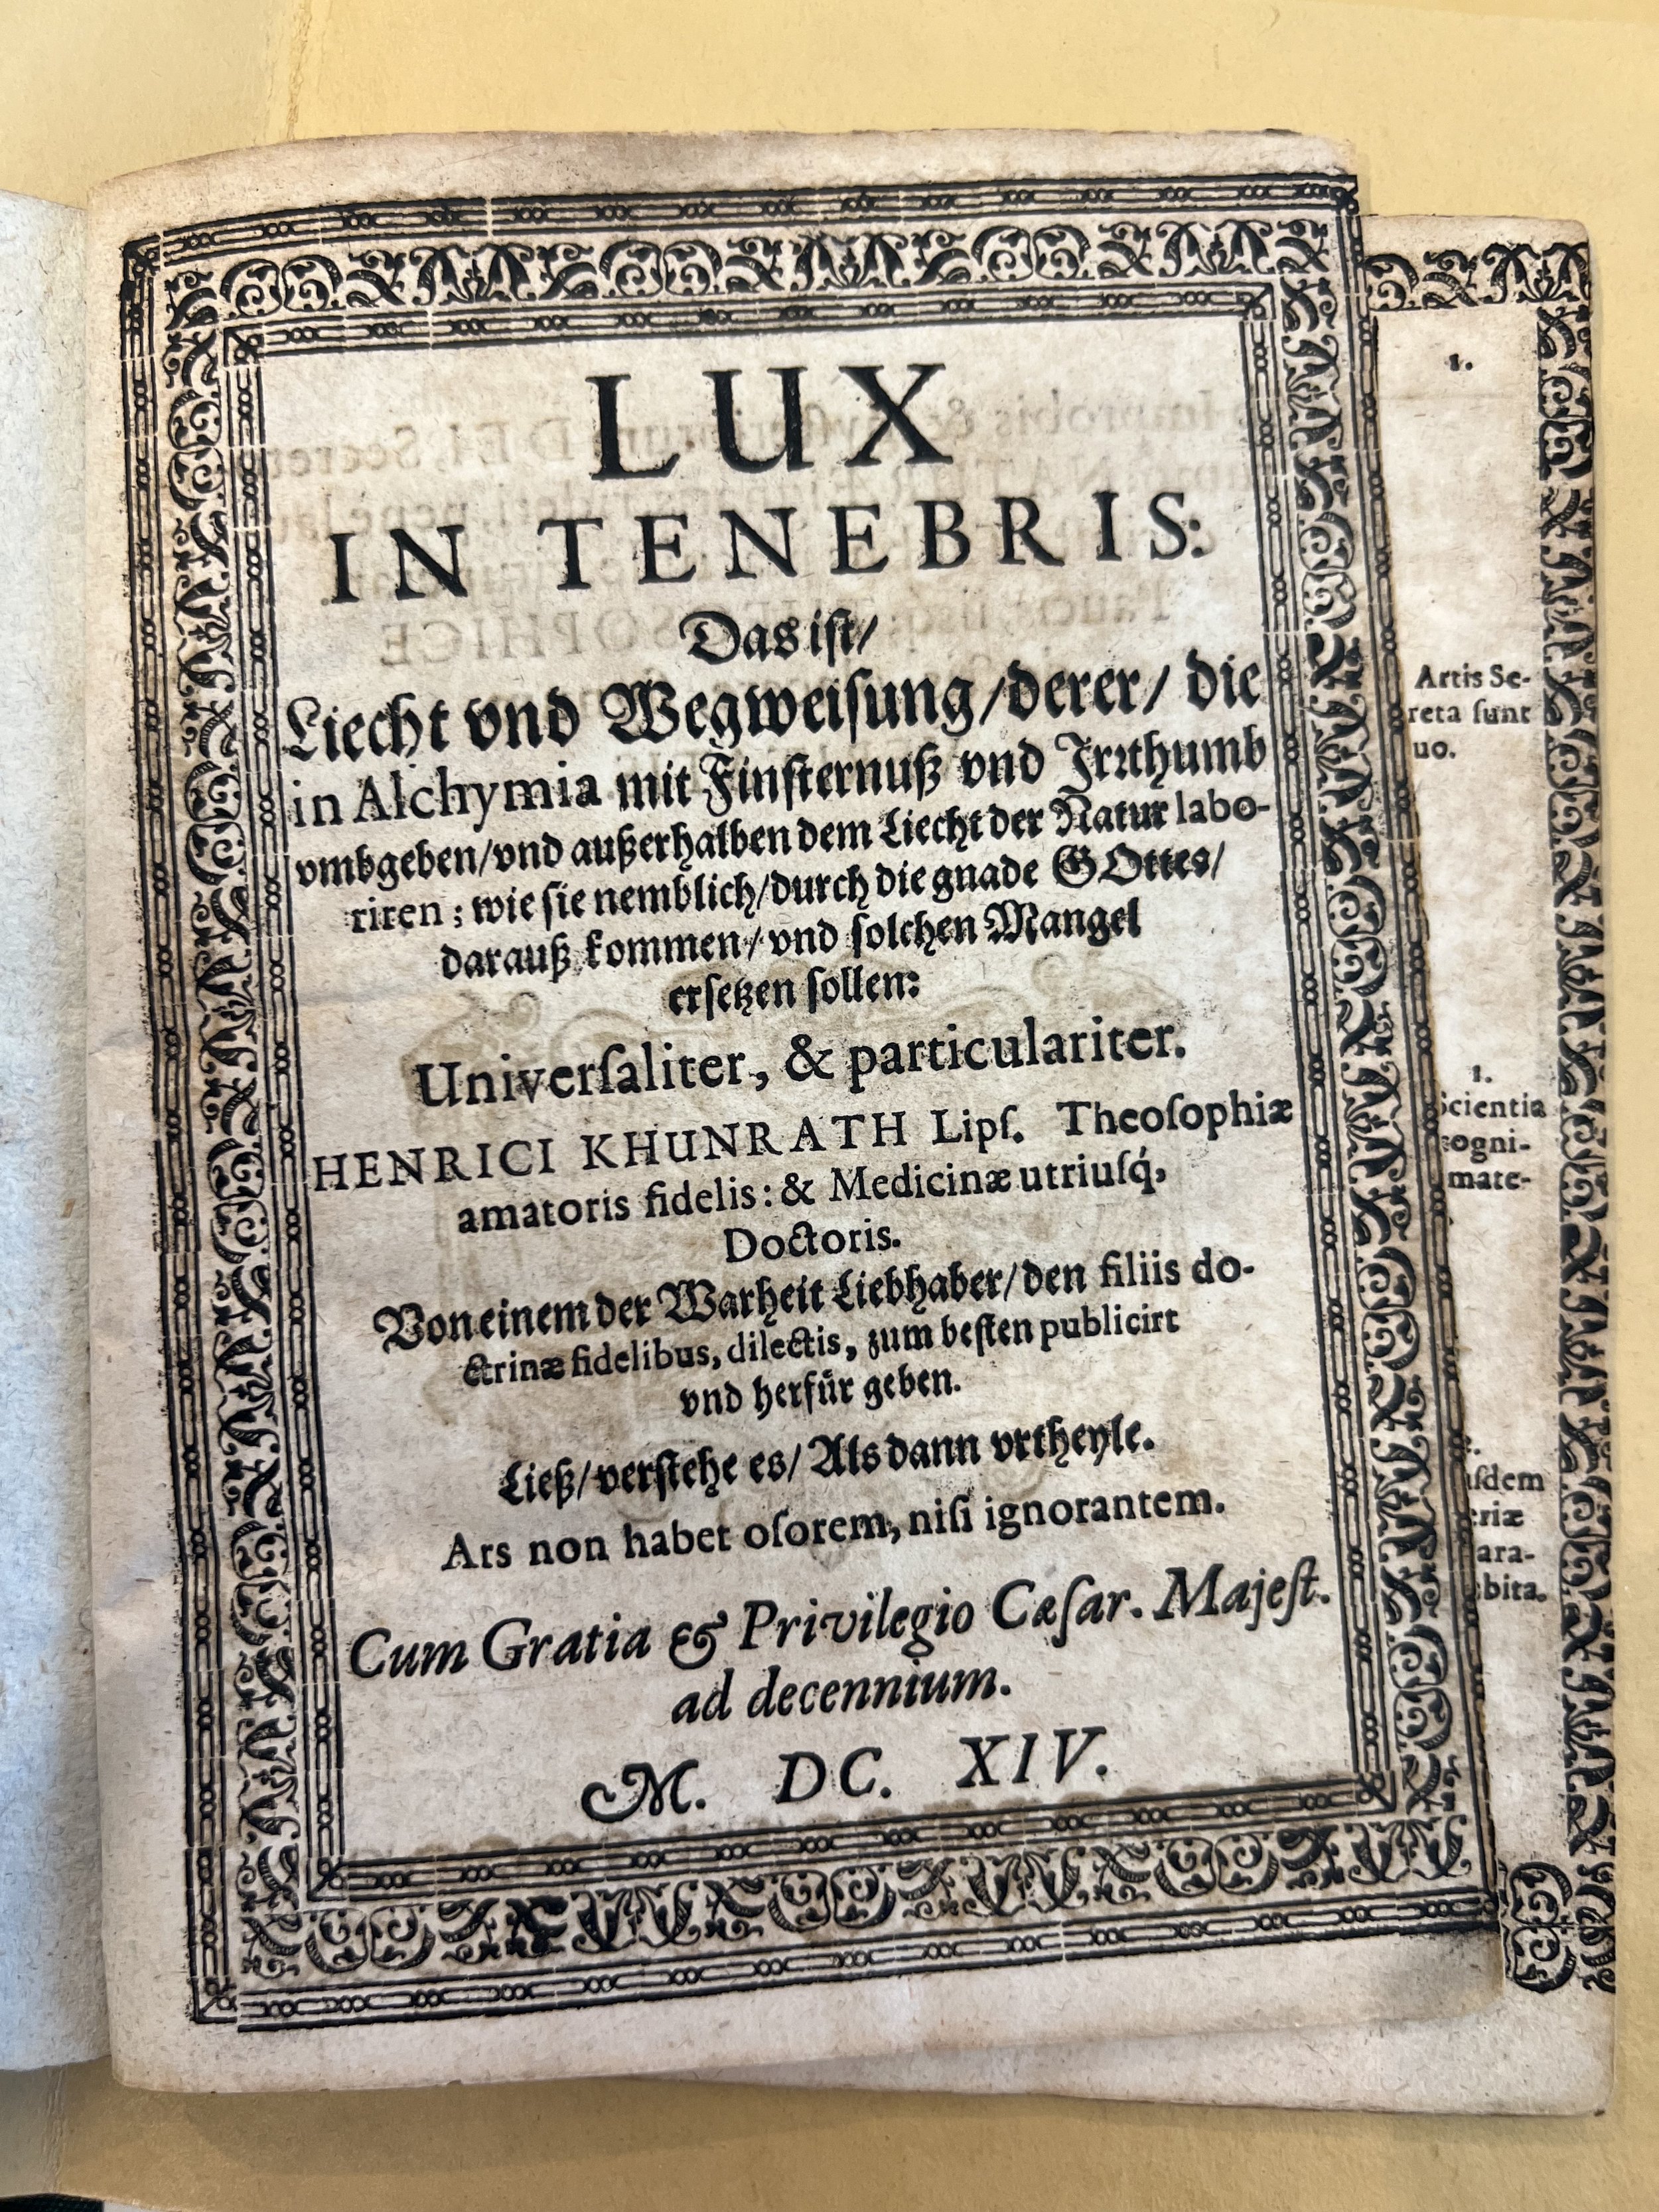 LUX
IN TENEBRIS:
Das iſt/
Liecht vnd Wegweiſung/derer/ die
in Alchymia mit Finſternuß vnd Irꝛthumb
vmbgeben/vnd außerhalben dem Liecht der Natur labo-
riren; wie ſie nemblich/durch die gnade GOttes/
darauß kommen/vnd ſolchen Mangel
erſetzen ſollen:
Univerſaliter, & particulariter.
HENRICI KHUNRATH Lipſ. Theoſophiæ
amatoris fidelis: & Medicinæ utriuſq́,
Doctoris.
Von einem der Warheit Liebhaber/den filiis do-
ctrinæ fidelibus, dilectis, zum beſten publicirt
vnd herfür geben.
Ließ/verſtehe es/ Als dann vrtheyle.
Ars non habet oſorem, niſi ignorantem.
Cum Gratia & Privilegio Cæſar. Majeſt.
ad decennium.
M. DC. XIV.
1.
Artis Se-
reta ſunt
uo.
1.
Scientia
cogni-
mate-
uſdem
eriæ
ara-
bita.